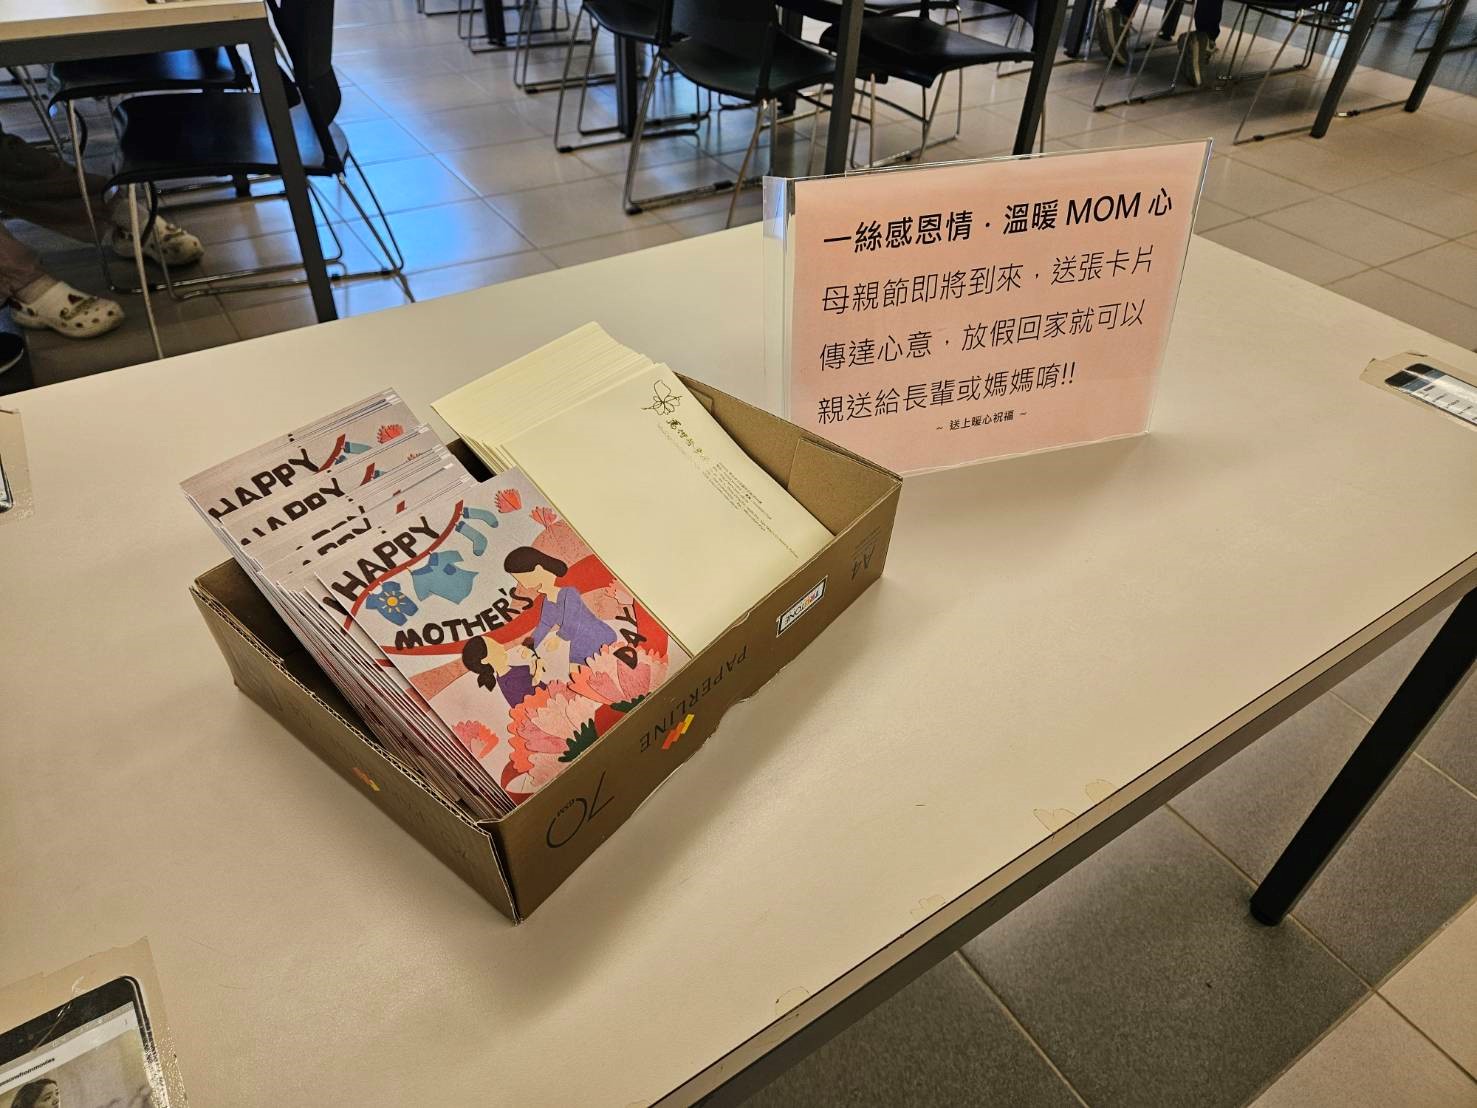 一絲感恩情．溫暖 MOM 心
母親節即將到來，送張卡片
傳達心意，放假回家就可以
親送給長輩或媽媽唷!!
~ 送上暖心祝福 ~
HAPPY
HAPPY
HAPPY
HAPPY
MOTHER'S
DAY
A4
PAPERLINE
70
GSM